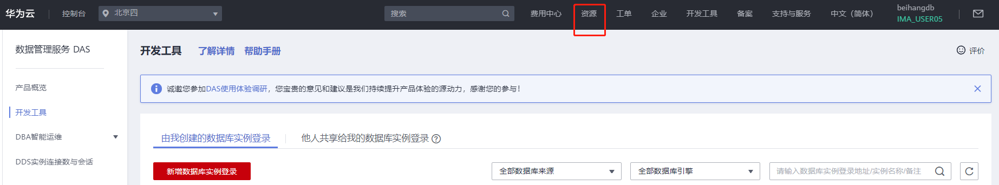 华为云 控制台 北京四 搜索 费用中心 资源 工单 企业 开发工具 备案 支持与服务 中文（简体） beihangdb
IMA_USER05
数据管理服务 DAS
产品概览
开发工具
DBA智能运维
DDS实例连接数与会话
开发工具 了解详情 帮助手册 评价
诚邀您参加DAS使用体验调研，您宝贵的意见和建议是我们持续提升产品体验的源动力，感谢您的参与！
由我创建的数据库实例登录 他人共享给我的数据库实例登录
新增数据库实例登录 全部数据库来源 全部数据库引擎 请输入数据库实例登录地址/实例名称/备注